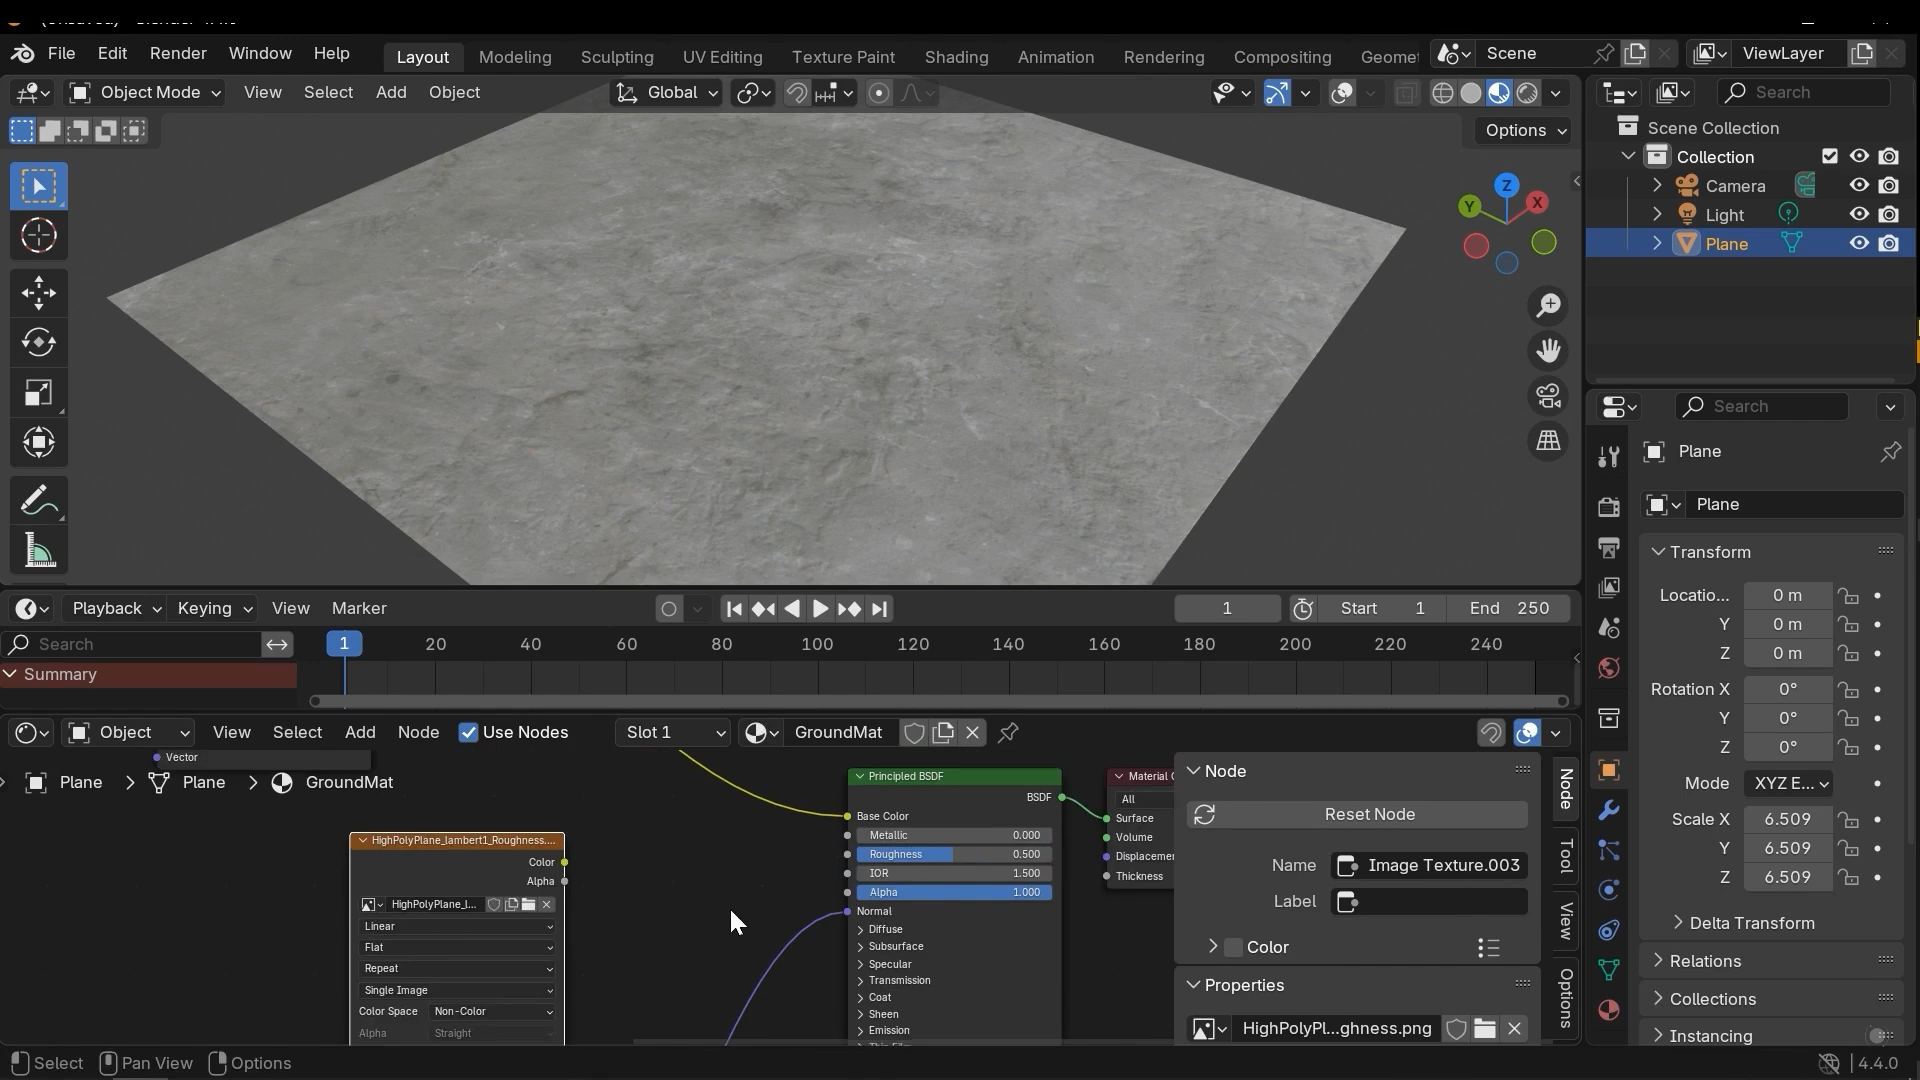 File Edit Render Window Help Layout Modeling Sculpting UV Editing Texture Paint Shading Animation Rendering Compositing Geomet Scene ViewLayer
Object Mode View Select Add Object Global Search
Options
Scene Collection
Collection
Camera
Light
Plane
Z
Y
X
Search
Plane
Plane
Transform
Locatio... 0 m
Y 0 m
Z 0 m
Rotation X 0°
Y 0°
Z 0°
Mode XYZ E...
Scale X 6.509
Y 6.509
Z 6.509
Delta Transform
Relations
Collections
Instancing
Playback Keying View Marker 1 Start 1 End 250
Search 1 20 40 60 80 100 120 140 160 180 200 220 240
Summary
Object View Select Add Node Use Nodes Slot 1 GroundMat
Vector
Plane Plane GroundMat
HighPolyPlane_lambert1_Roughness....
Color
Alpha
HighPolyPlane_l...
Linear
Flat
Repeat
Single Image
Color Space Non-Color
Alpha Straight
Principled BSDF
BSDF
Base Color
Metallic 0.000
Roughness 0.500
IOR 1.500
Alpha 1.000
Normal
Diffuse
Subsurface
Specular
Transmission
Coat
Sheen
Emission
Material
All
Surface
Volume
Displacemen
Thickness
Node
Reset Node
Name Image Texture.003
Label
Color
Properties
HighPolyPl...ghness.png
Node
Tool
View
Options
Select Pan View Options 4.4.0